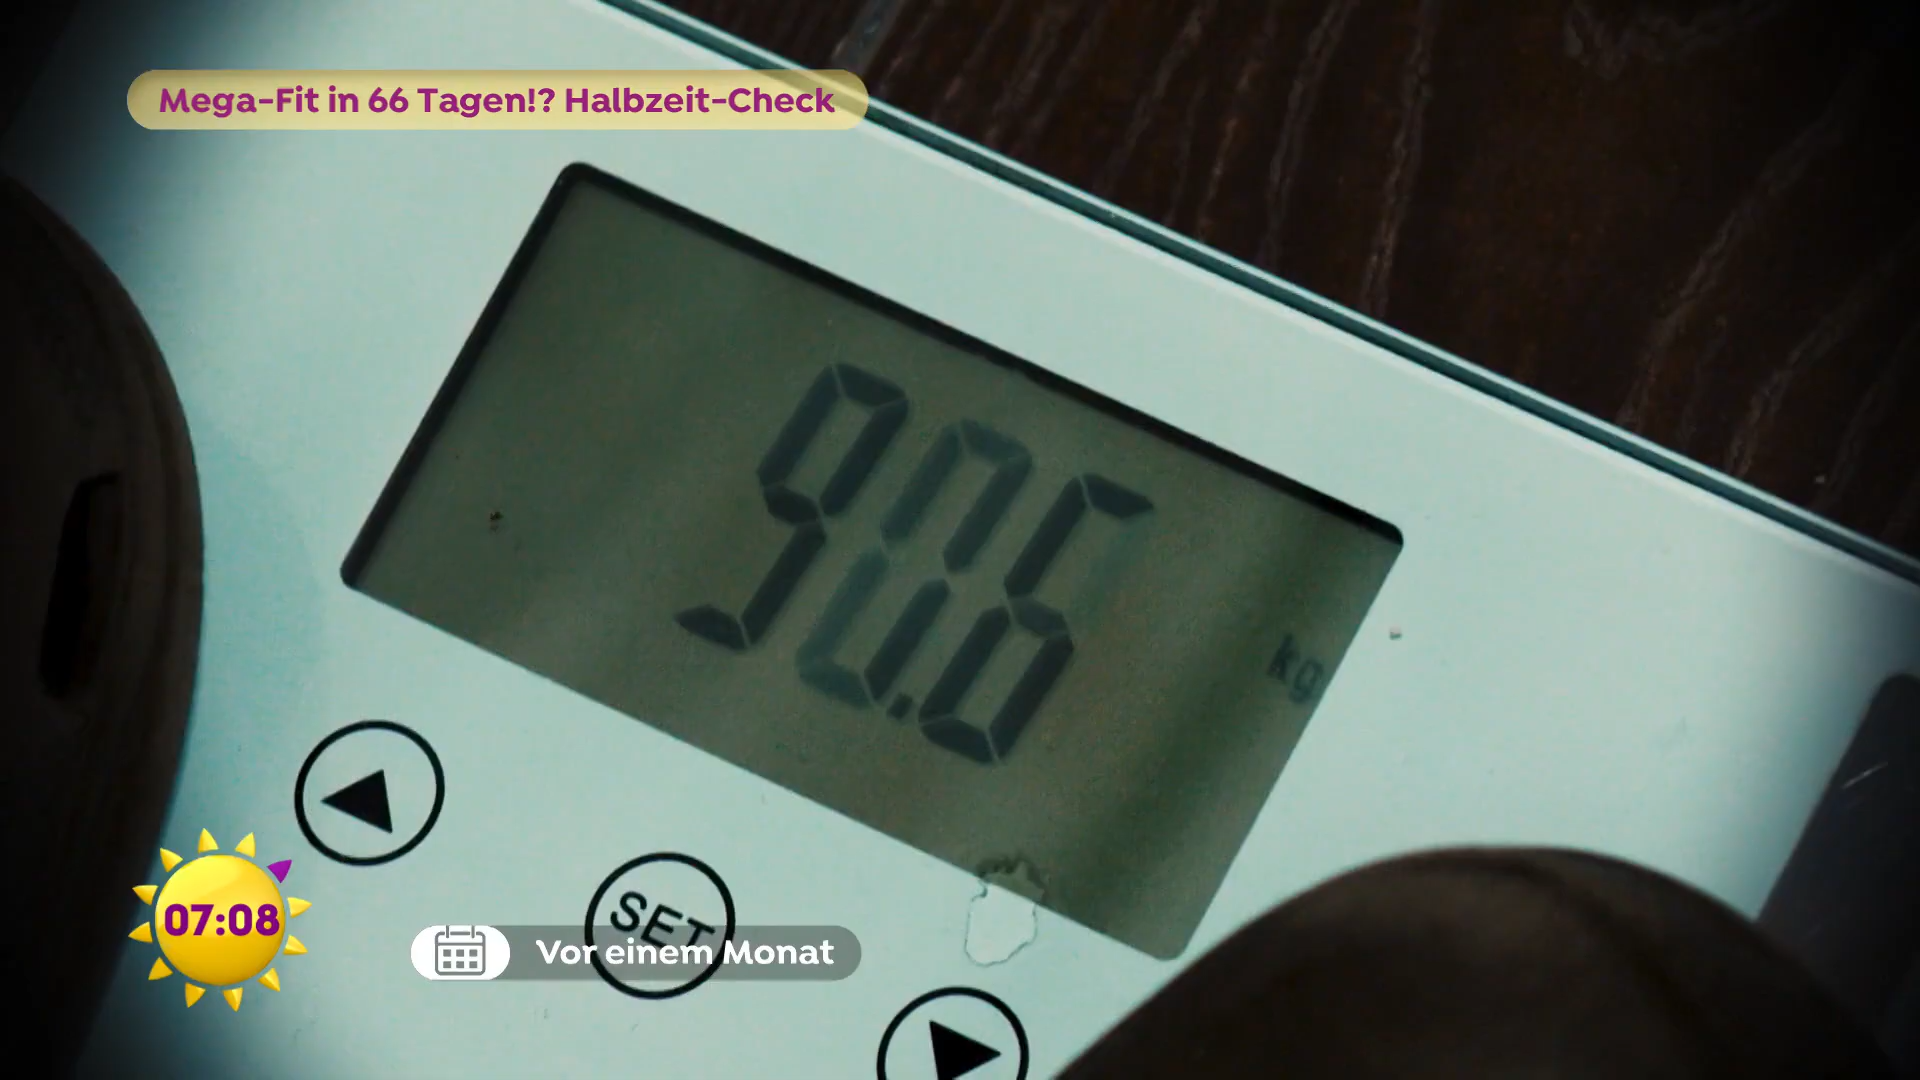 Mega-Fit in 66 Tagen!? Halbzeit-Check
90.6
kg
SET
07:08
Vor einem Monat